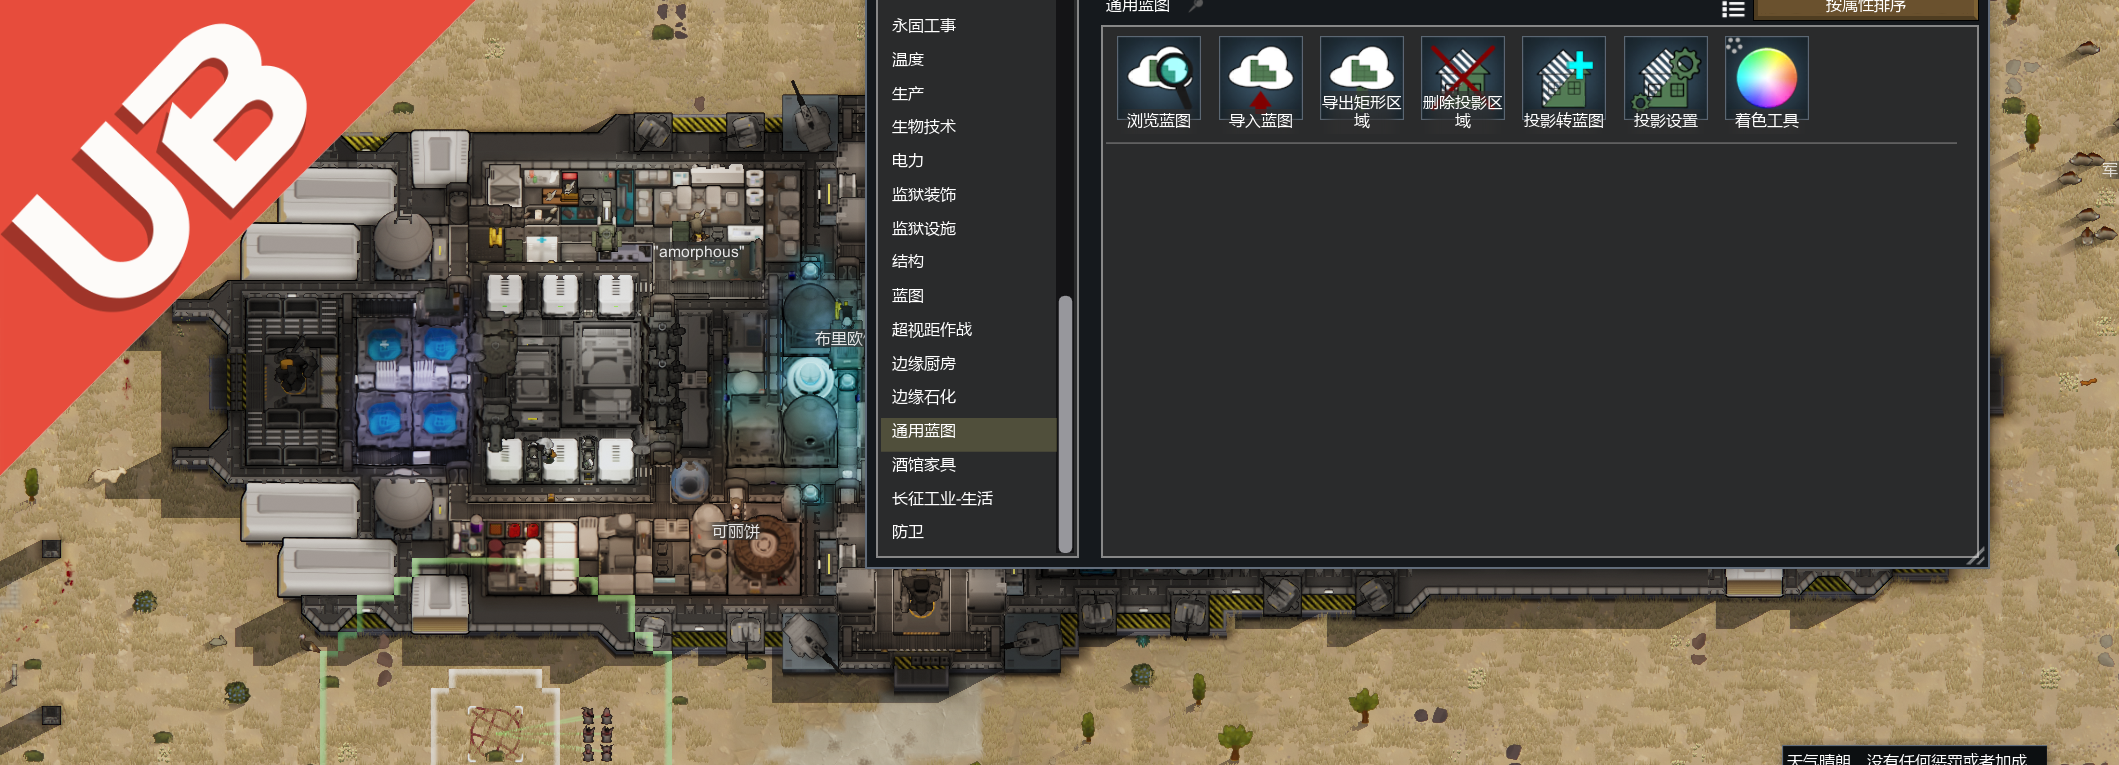 UB
通用蓝图
按属性排序
永固工事
温度
生产
生物技术
电力
监狱装饰
监狱设施
结构
蓝图
超视距作战
边缘厨房
边缘石化
通用蓝图
酒馆家具
长征工业-生活
防卫
浏览蓝图
导入蓝图
导出矩形区
域
删除投影区
域
投影转蓝图
投影设置
着色工具
"amorphous"
布里欧
可丽饼
军
天气晴朗，没有任何惩罚或者加成